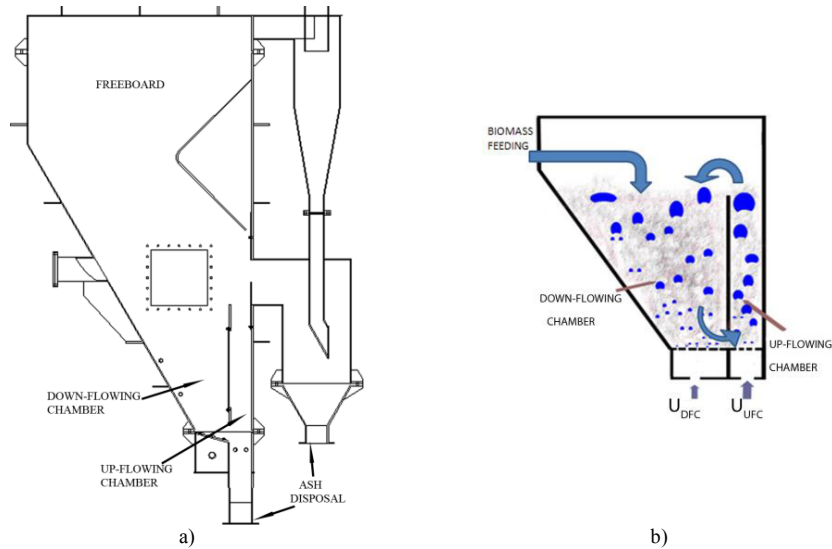 FREEBOARD
DOWN-FLOWING
CHAMBER
UP-FLOWING
CHAMBER
ASH
DISPOSAL
a)
BIOMASS
FEEDING
DOWN-FLOWING
CHAMBER
UP-FLOWING
CHAMBER
UDFC
UUFC
b)